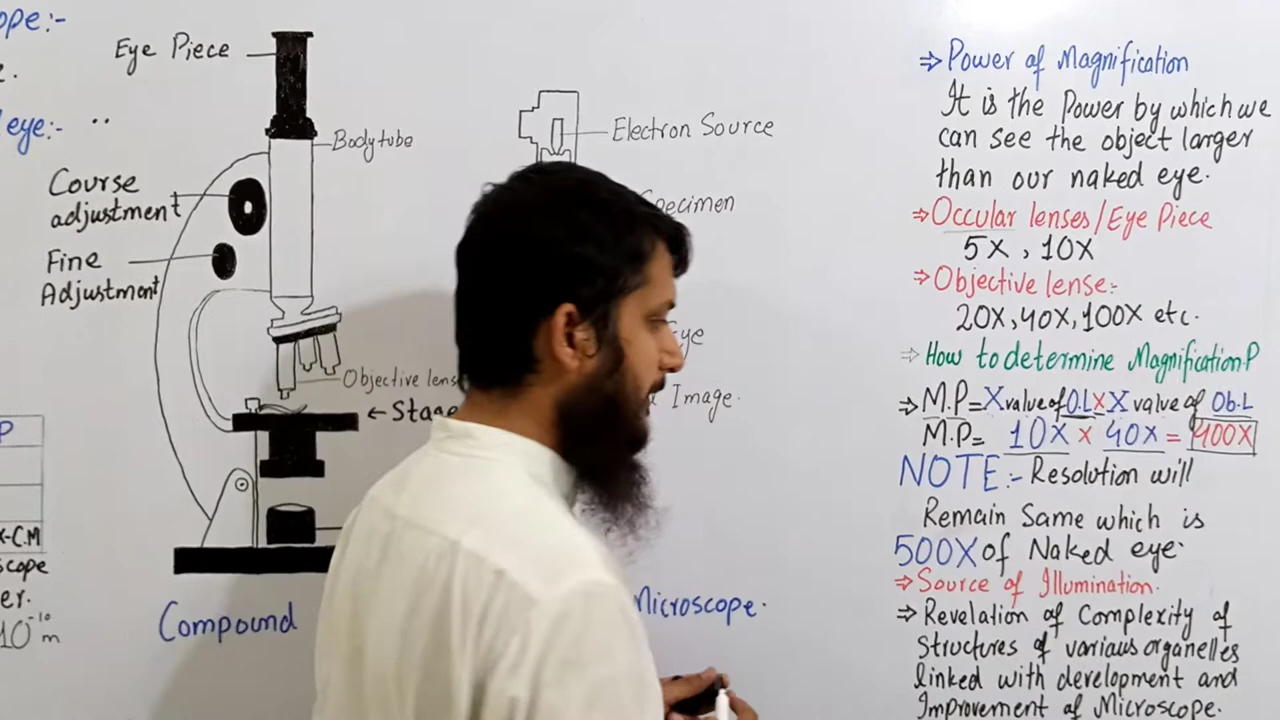 ope:-
e.
eye:-
P
x-C.M
scope
er.
10⁻¹⁰ m
Eye Piece
Body tube
Course
adjustment
Fine
Adjustment
Objective lens
←Stage
Compound
Electron Source
Specimen
Eye
Image.
Microscope.
⇒ Power of Magnification
It is the Power by which we
can see the object larger
than our naked eye.
⇒ Occular lenses/Eye Piece
5X, 10X
⇒ Objective lense:-
20X, 40X, 100X etc.
⇒ How to determine Magnification.P
⇒ M.P=X value of O.L X X value of Ob.L
M.P= 10X x 40X = 400X
NOTE:- Resolution will
Remain Same which is
500X of Naked eye.
⇒ Source of Illumination.
⇒ Revelation of Complexity of
Structures of various organelles
linked with development and
Improvement of Microscope.